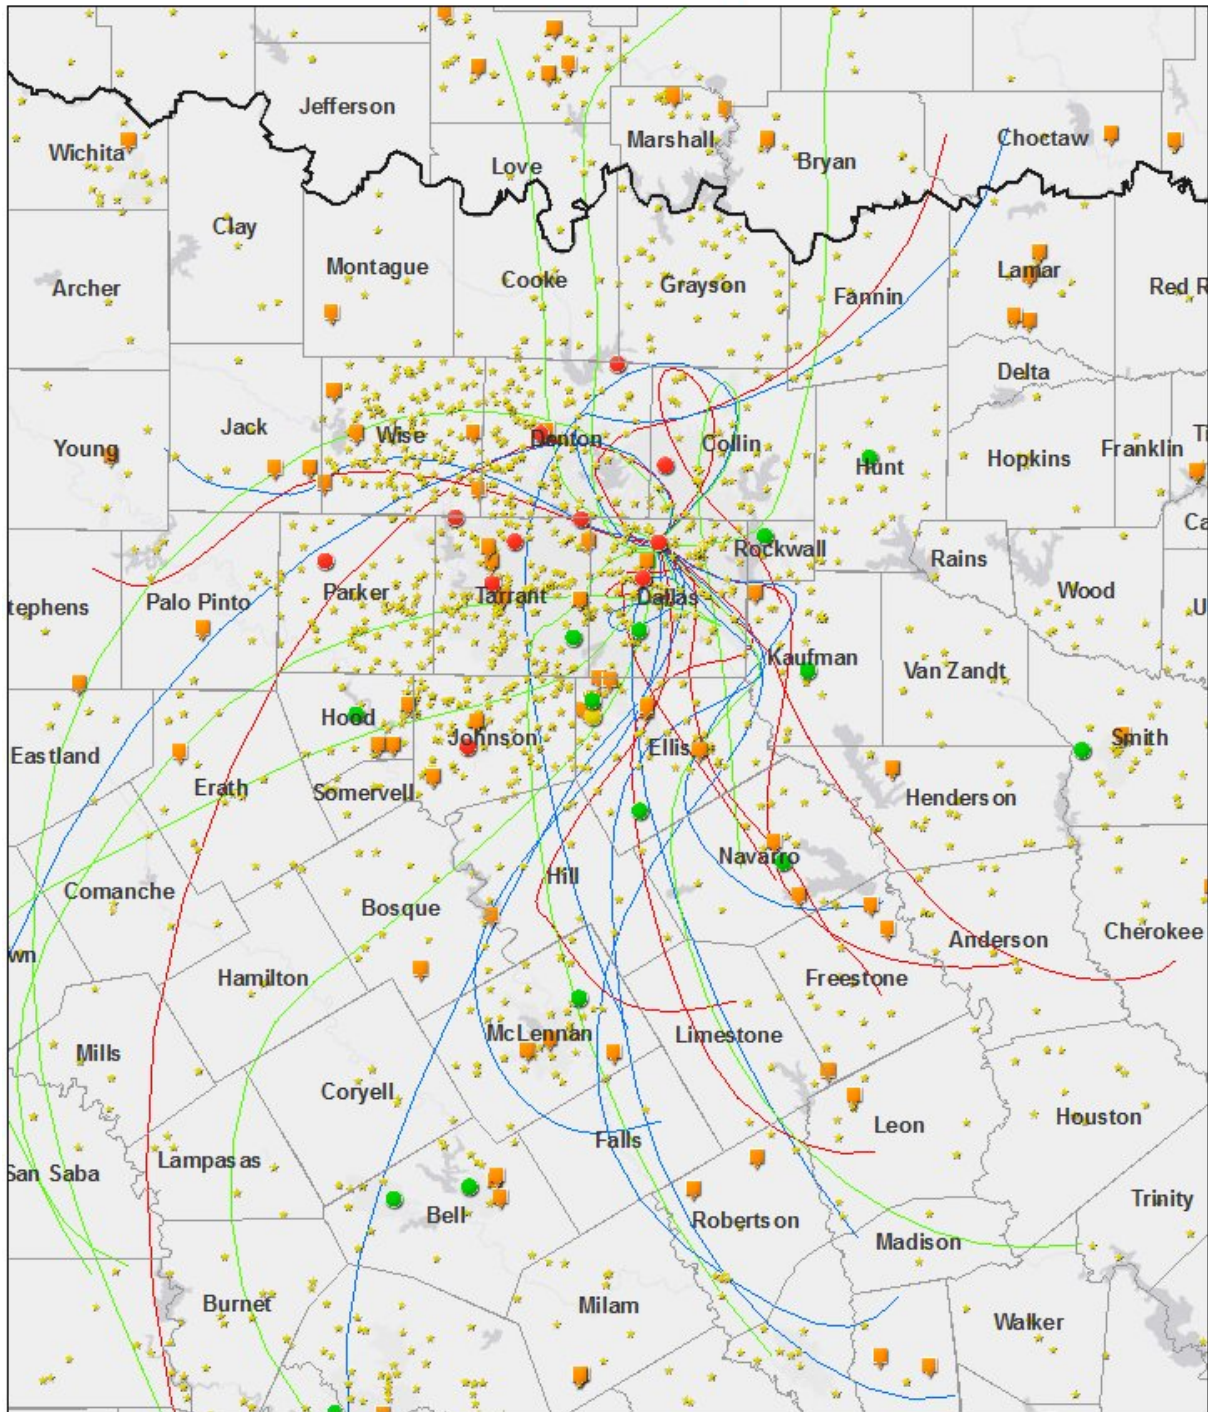 Jefferson
Wichita
Marshall
Choctaw
Love
Bryan
Clay
Montague
Cooke
Grayson
Lamar
Archer
Fannin
Red R
Delta
Jack
Wise
Denton
Collin
Young
Hunt
Hopkins
Franklin
Ti
Ca
Rockwall
Rains
Parker
Tarrant
Dallas
Wood
tephens
Palo Pinto
U
Kaufman
Van Zandt
Hood
Johnson
Ellis
Smith
Eastland
Erath
Somervell
Henderson
Navarro
Hill
Comanche
Bosque
Anderson
Cherokee
wn
Hamilton
Freestone
McLennan
Limestone
Mills
Coryell
Leon
Houston
Falls
San Saba
Lampasas
Bell
Robertson
Trinity
Madison
Burnet
Milam
Walker